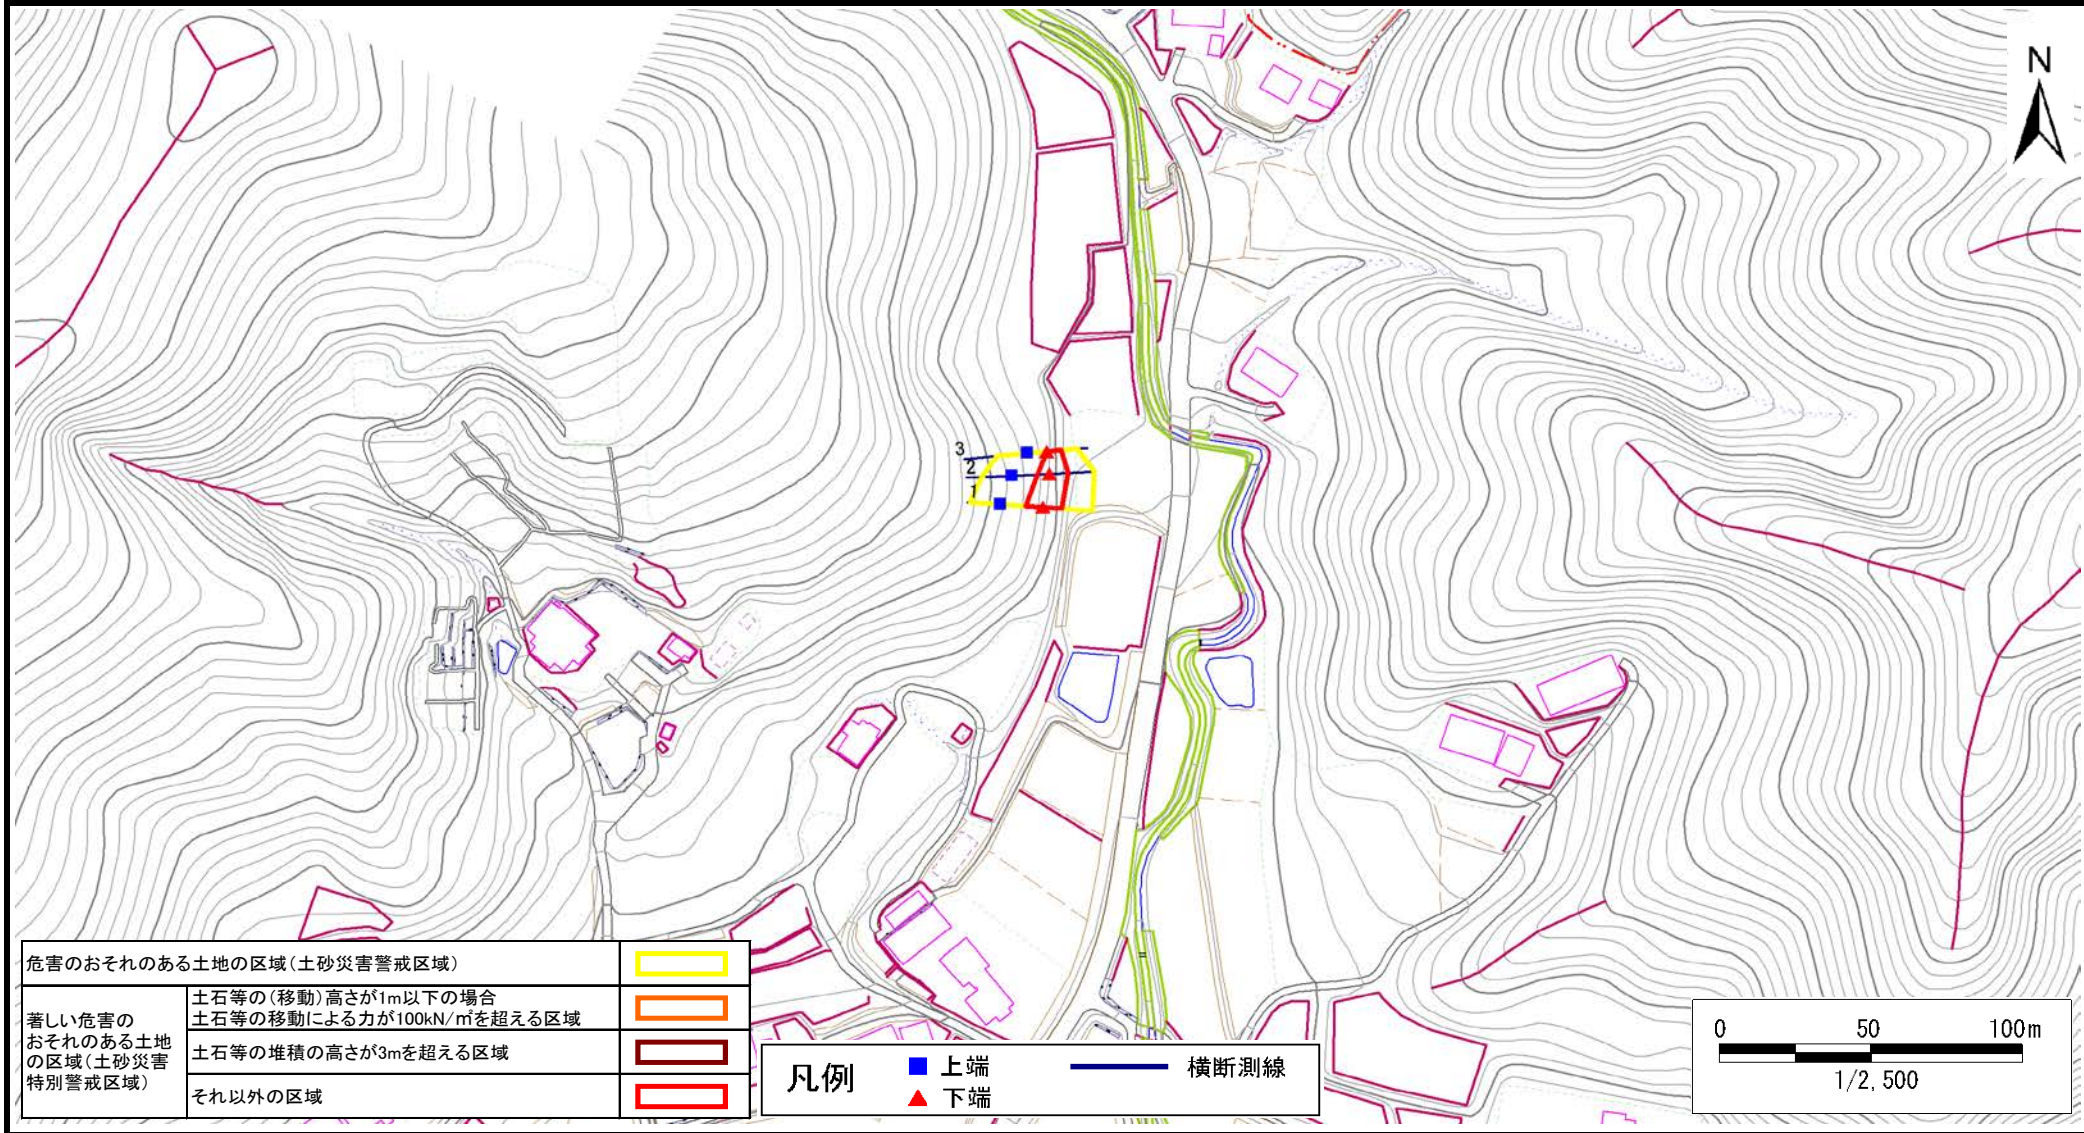 N
3
2
1
危害のおそれのある土地の区域(土砂災害警戒区域)
著しい危害の
おそれのある土地
の区域(土砂災害
特別警戒区域)
土石等の(移動)高さが1m以下の場合
土石等の移動による力が100kN/㎡を超える区域
土石等の堆積の高さが3mを超える区域
それ以外の区域
凡例
上端
下端
横断測線
0 50 100m
1/2,500